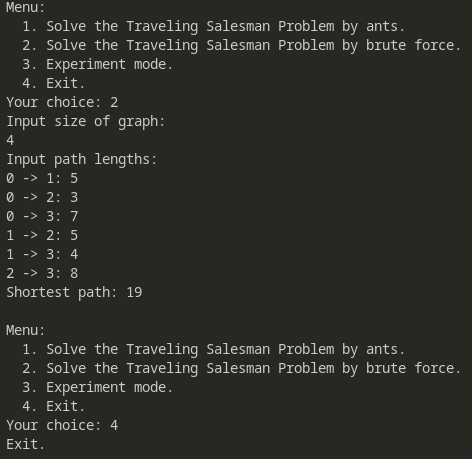 Menu:
  1. Solve the Traveling Salesman Problem by ants.
  2. Solve the Traveling Salesman Problem by brute force.
  3. Experiment mode.
  4. Exit.
Your choice: 2
Input size of graph:
4
Input path lengths:
0 -> 1: 5
0 -> 2: 3
0 -> 3: 7
1 -> 2: 5
1 -> 3: 4
2 -> 3: 8
Shortest path: 19

Menu:
  1. Solve the Traveling Salesman Problem by ants.
  2. Solve the Traveling Salesman Problem by brute force.
  3. Experiment mode.
  4. Exit.
Your choice: 4
Exit.